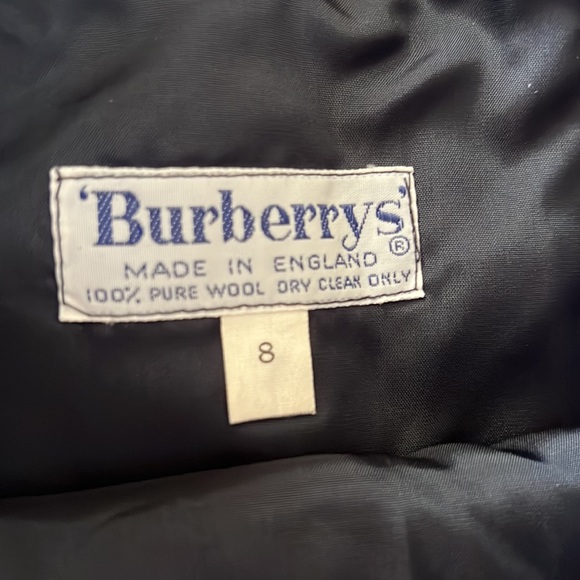 'Burberrys'®
MADE IN ENGLAND
100% PURE WOOL DRY CLEAN ONLY
8